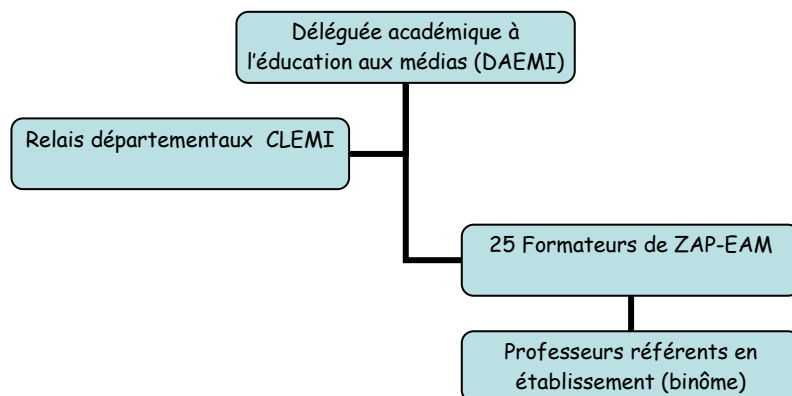 Déléguée académique à
l'éducation aux médias (DAEMI)
Relais départementaux CLEMI
25 Formateurs de ZAP-EAM
Professeurs référents en
établissement (binôme)